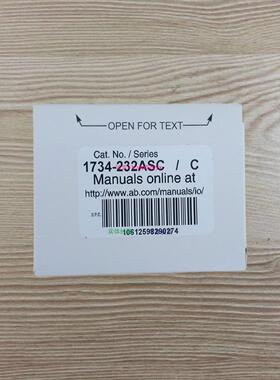 OPEN FOR TEXT
Cat. No. / Series
1734-232ASC / C
Manuals online at
http://www.ab.com/manuals/io/
U.P.C.
10612598290274